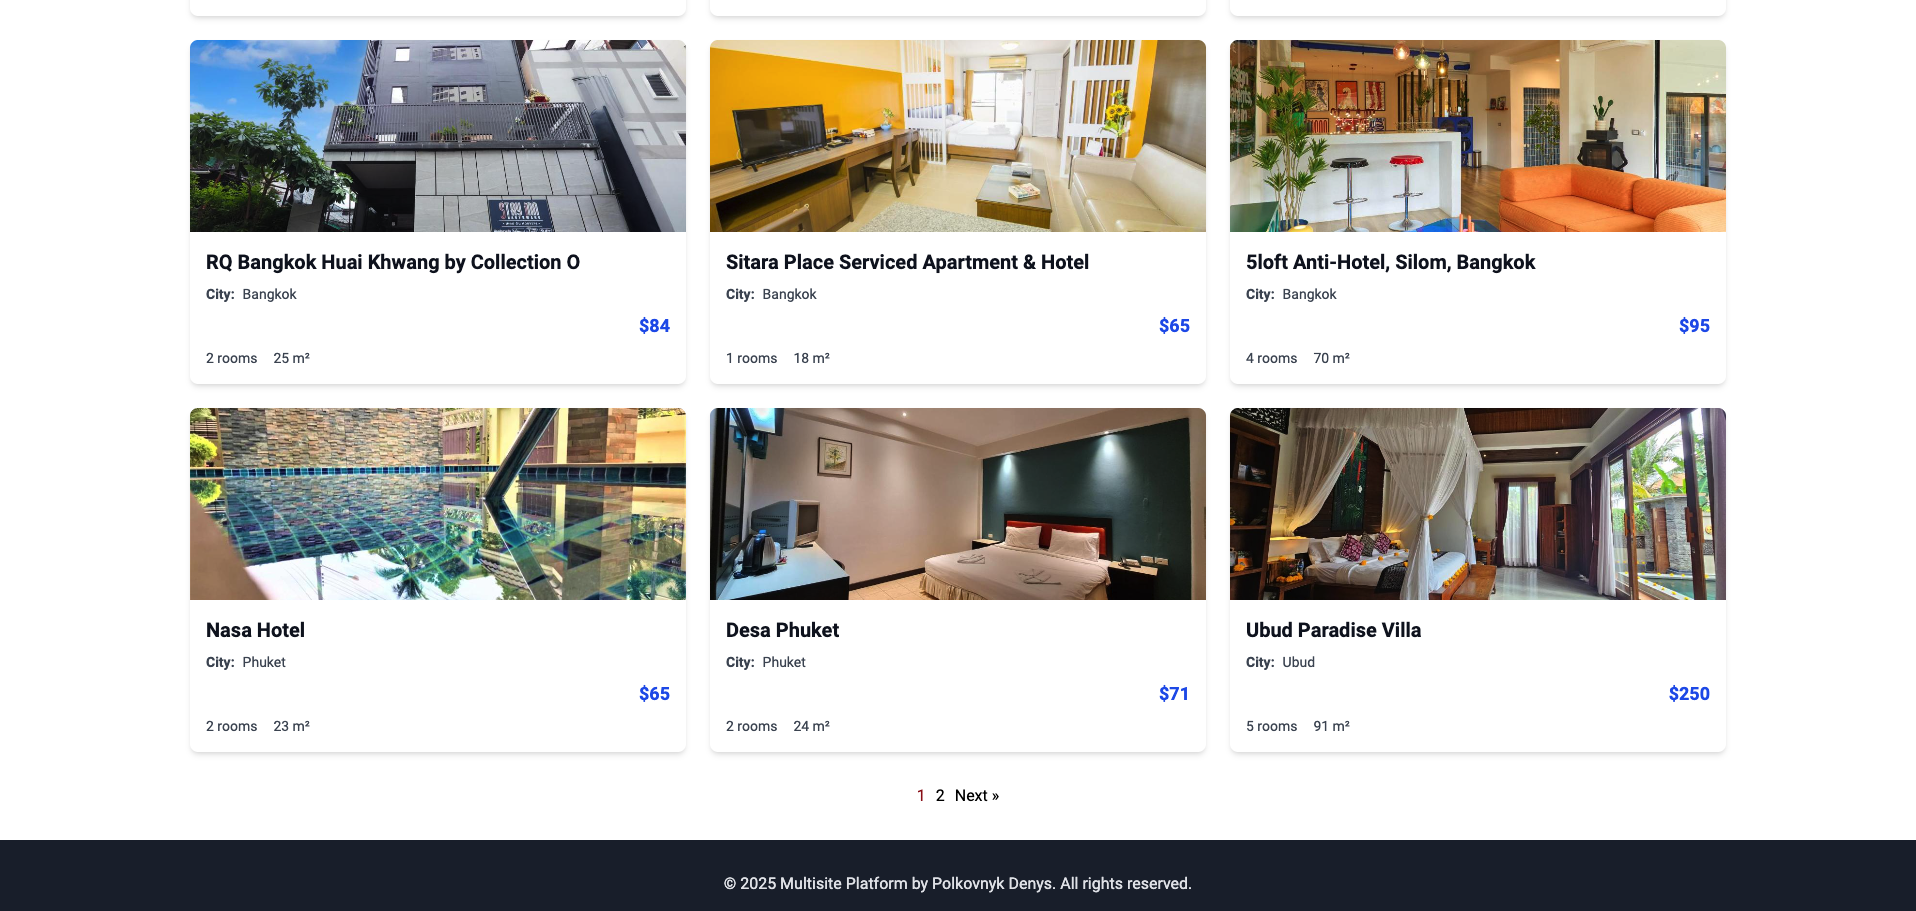 RQ Bangkok Huai Khwang by Collection O
City: Bangkok
$84
2 rooms 25 m²
Sitara Place Serviced Apartment & Hotel
City: Bangkok
$65
1 rooms 18 m²
5loft Anti-Hotel, Silom, Bangkok
City: Bangkok
$95
4 rooms 70 m²
Nasa Hotel
City: Phuket
$65
2 rooms 23 m²
Desa Phuket
City: Phuket
$71
2 rooms 24 m²
Ubud Paradise Villa
City: Ubud
$250
5 rooms 91 m²
1 2 Next »
© 2025 Multisite Platform by Polkovnyk Denys. All rights reserved.